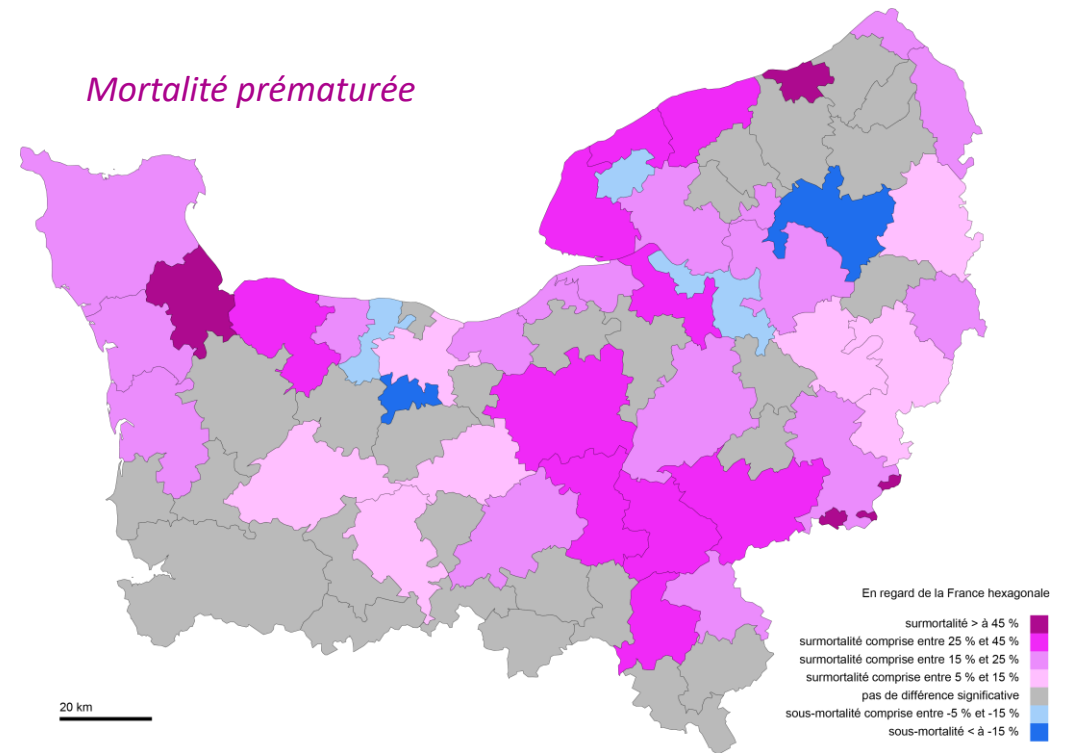 Mortalité prématurée
En regard de la France hexagonale
surmortalité > à 45 %
surmortalité comprise entre 25 % et 45 %
surmortalité comprise entre 15 % et 25 %
surmortalité comprise entre 5 % et 15 %
pas de différence significative
sous-mortalité comprise entre -5 % et -15 %
sous-mortalité < à -15 %
20 km